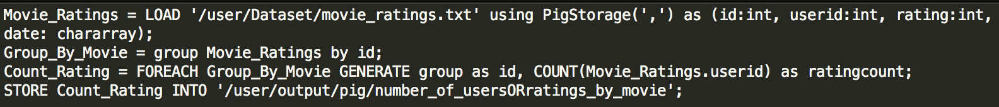 Movie_Ratings = LOAD '/user/Dataset/movie_ratings.txt' using PigStorage(',') as (id:int, userid:int, rating:int,
date: chararray);
Group_By_Movie = group Movie_Ratings by id;
Count_Rating = FOREACH Group_By_Movie GENERATE group as id, COUNT(Movie_Ratings.userid) as ratingcount;
STORE Count_Rating INTO '/user/output/pig/number_of_usersORratings_by_movie';